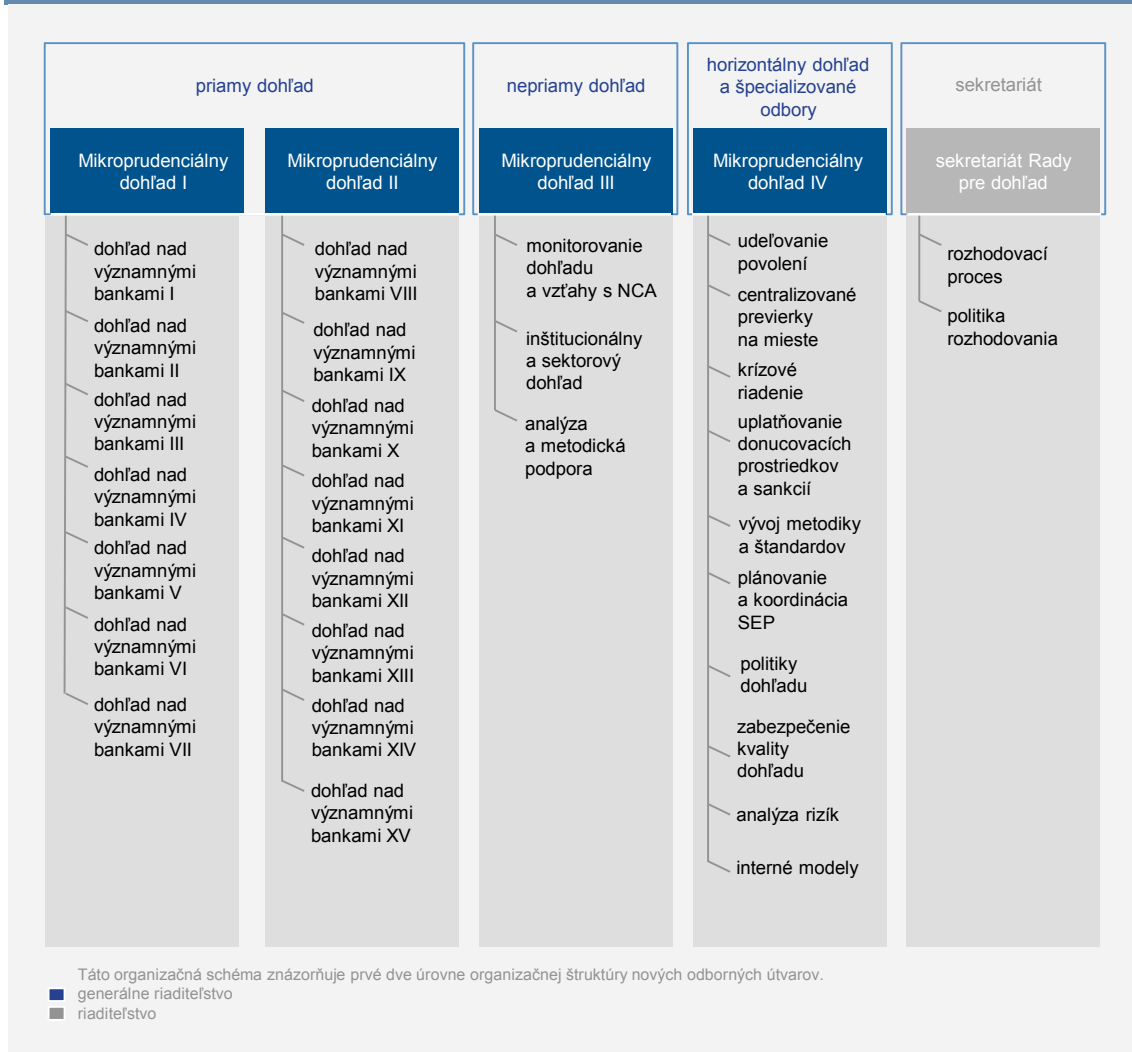 priamy dohľad
Mikroprudenciálny
dohľad I
dohľad nad
významnými
bankami I
dohľad nad
významnými
bankami II
dohľad nad
významnými
bankami III
dohľad nad
významnými
bankami IV
dohľad nad
významnými
bankami V
dohľad nad
významnými
bankami VI
dohľad nad
významnými
bankami VII
Mikroprudenciálny
dohľad II
dohľad nad
významnými
bankami VIII
dohľad nad
významnými
bankami IX
dohľad nad
významnými
bankami X
dohľad nad
významnými
bankami XI
dohľad nad
významnými
bankami XII
dohľad nad
významnými
bankami XIII
dohľad nad
významnými
bankami XIV
dohľad nad
významnými
bankami XV
nepriamy dohľad
Mikroprudenciálny
dohľad III
monitorovanie
dohľadu
a vzťahy s NCA
inštitucionálny
a sektorový
dohľad
analýza
a metodická
podpora
horizontálny dohľad
a špecializované
odbory
Mikroprudenciálny
dohľad IV
udeľovanie
povolení
centralizované
previerky
na mieste
krízové
riadenie
uplatňovanie
donucovacích
prostriedkov
a sankcií
vývoj metodiky
a štandardov
plánovanie
a koordinácia
SEP
politiky
dohľadu
zabezpečenie
kvality
dohľadu
analýza rizík
interné modely
sekretariát
sekretariát Rady
pre dohľad
rozhodovací
proces
politika
rozhodovania
Táto organizačná schéma znázorňuje prvé dve úrovne organizačnej štruktúry nových odborných útvarov.
generálne riaditeľstvo
riaditeľstvo